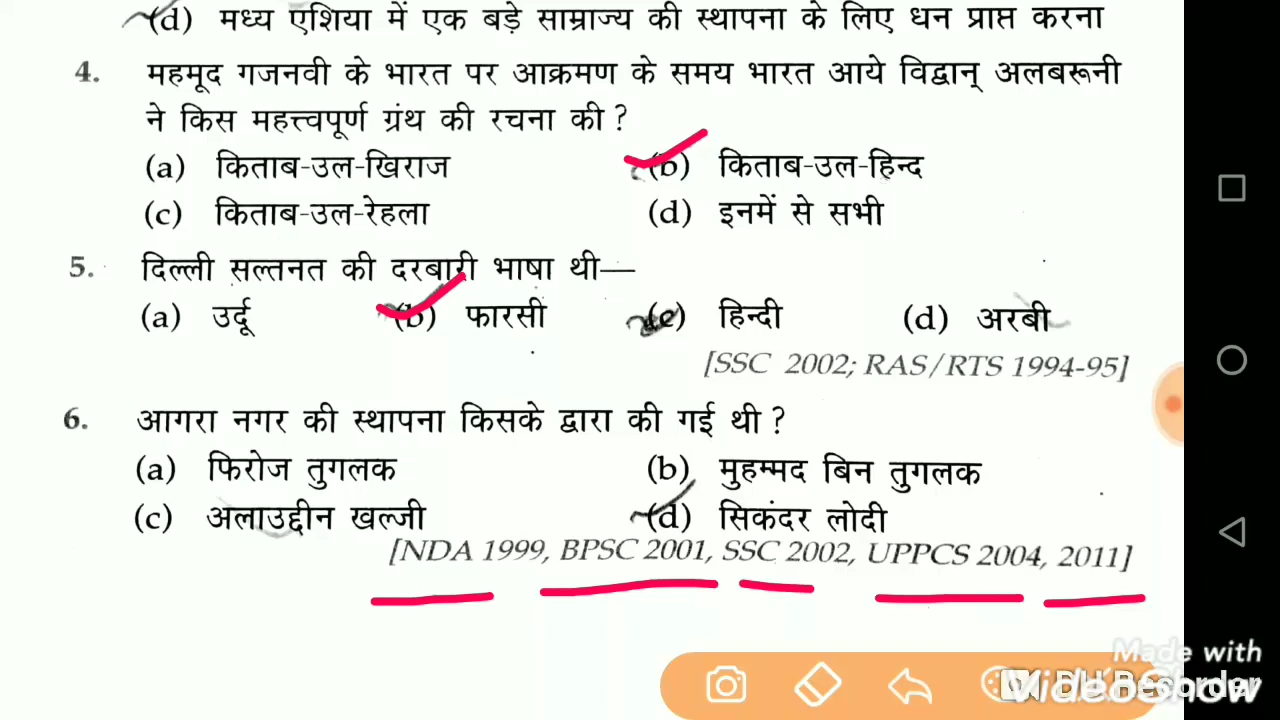 (d) मध्य एशिया में एक बड़े साम्राज्य की स्थापना के लिए धन प्राप्त करना
4. महमूद गजनवी के भारत पर आक्रमण के समय भारत आये विद्वान् अलबरूनी
ने किस महत्त्वपूर्ण ग्रंथ की रचना की ?
(a) किताब-उल-खिराज (b) किताब-उल-हिन्द
(c) किताब-उल-रेहला (d) इनमें से सभी
5. दिल्ली सल्तनत की दरबारी भाषा थी—
(a) उर्दू (b) फारसी (c) हिन्दी (d) अरबी
[SSC 2002; RAS/RTS 1994-95]
6. आगरा नगर की स्थापना किसके द्वारा की गई थी ?
(a) फिरोज तुगलक (b) मुहम्मद बिन तुगलक
(c) अलाउद्दीन खल्जी (d) सिकंदर लोदी
[NDA 1999, BPSC 2001, SSC 2002, UPPCS 2004, 2011]
Made with
VideoShow
Recorder